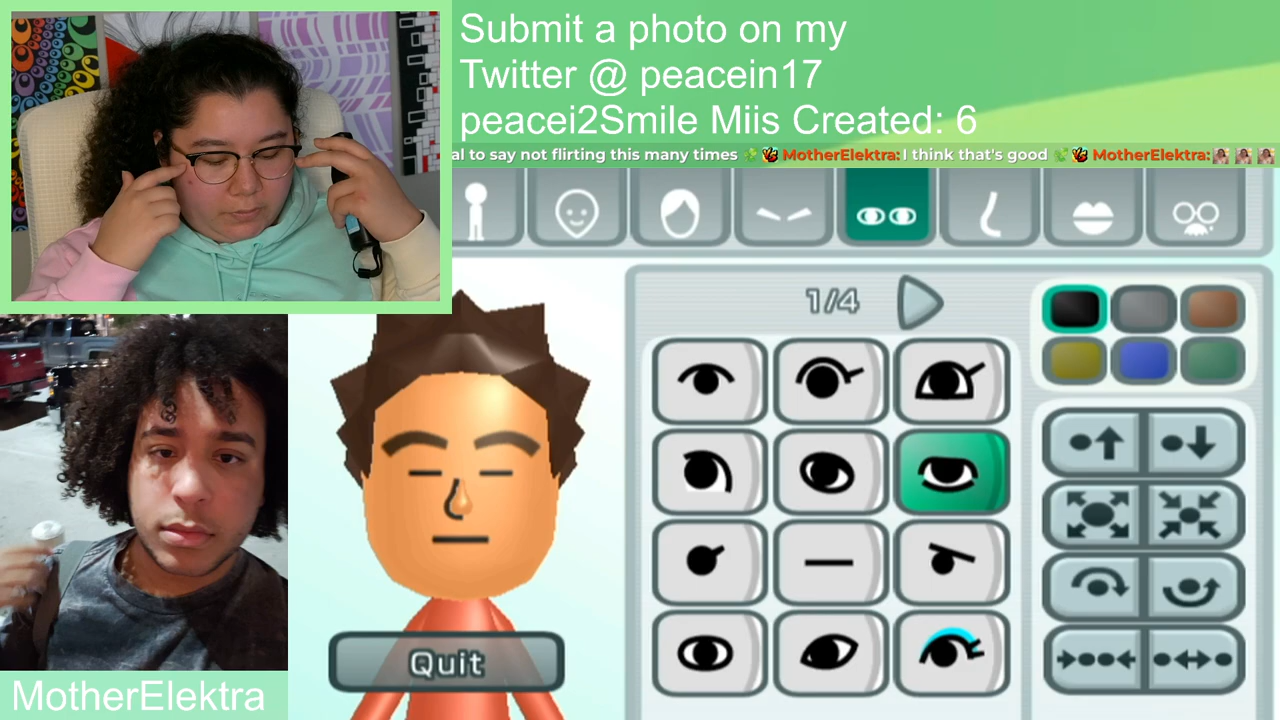 Submit a photo on my
Twitter @ peacein17
peacei2Smile Miis Created: 6
al to say not flirting this many times MotherElektra: I think that's good MotherElektra:
1/4
Quit
MotherElektra